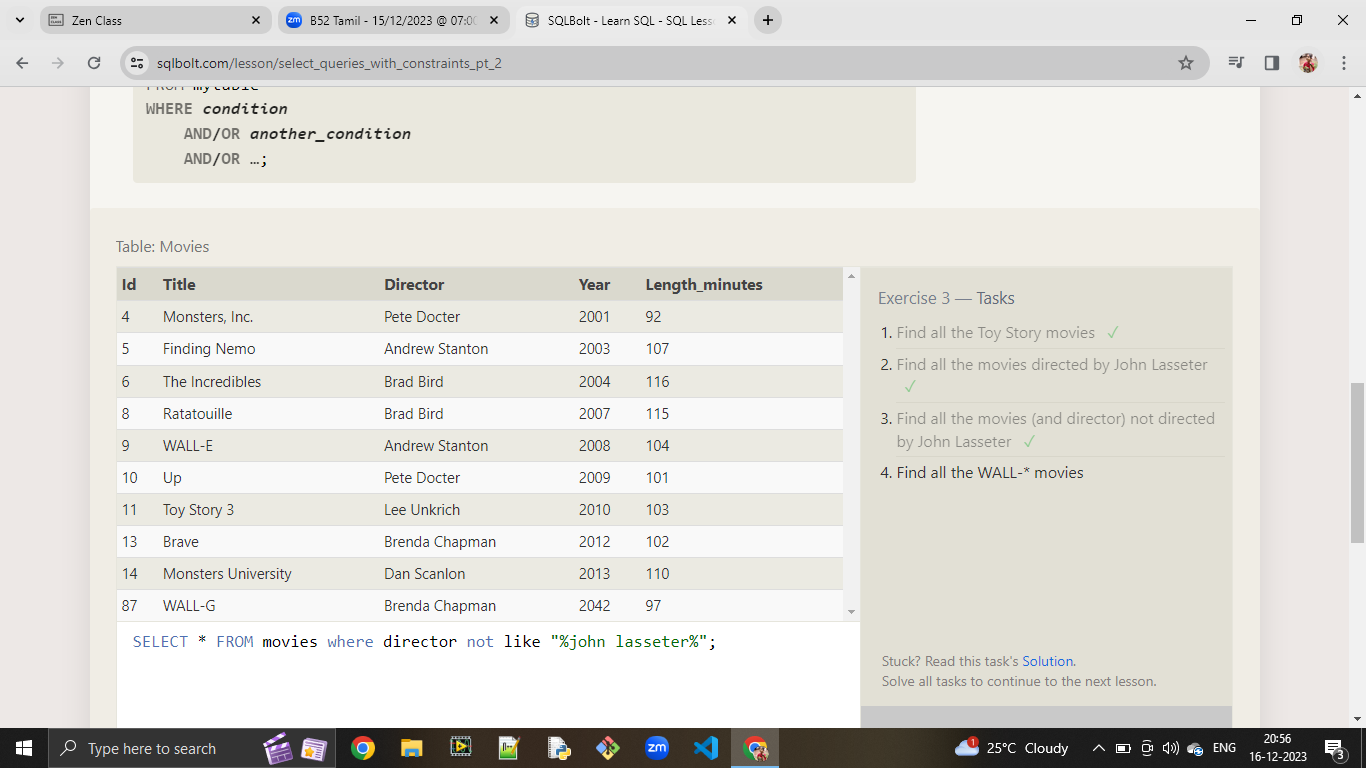 Zen Class
B52 Tamil - 15/12/2023 @ 07:00
SQLBolt - Learn SQL - SQL Less
sqlbolt.com/lesson/select_queries_with_constraints_pt_2
FROM mytable
WHERE condition
AND/OR another_condition
AND/OR …;
Table: Movies
Id Title Director Year Length_minutes
4 Monsters, Inc. Pete Docter 2001 92
5 Finding Nemo Andrew Stanton 2003 107
6 The Incredibles Brad Bird 2004 116
8 Ratatouille Brad Bird 2007 115
9 WALL-E Andrew Stanton 2008 104
10 Up Pete Docter 2009 101
11 Toy Story 3 Lee Unkrich 2010 103
13 Brave Brenda Chapman 2012 102
14 Monsters University Dan Scanlon 2013 110
87 WALL-G Brenda Chapman 2042 97
SELECT * FROM movies where director not like "%john lasseter%";
Exercise 3 — Tasks
1. Find all the Toy Story movies ✓
2. Find all the movies directed by John Lasseter
✓
3. Find all the movies (and director) not directed
by John Lasseter ✓
4. Find all the WALL-* movies
Stuck? Read this task's Solution.
Solve all tasks to continue to the next lesson.
Type here to search
zm
1
25°C Cloudy
ENG
20:56
16-12-2023
3